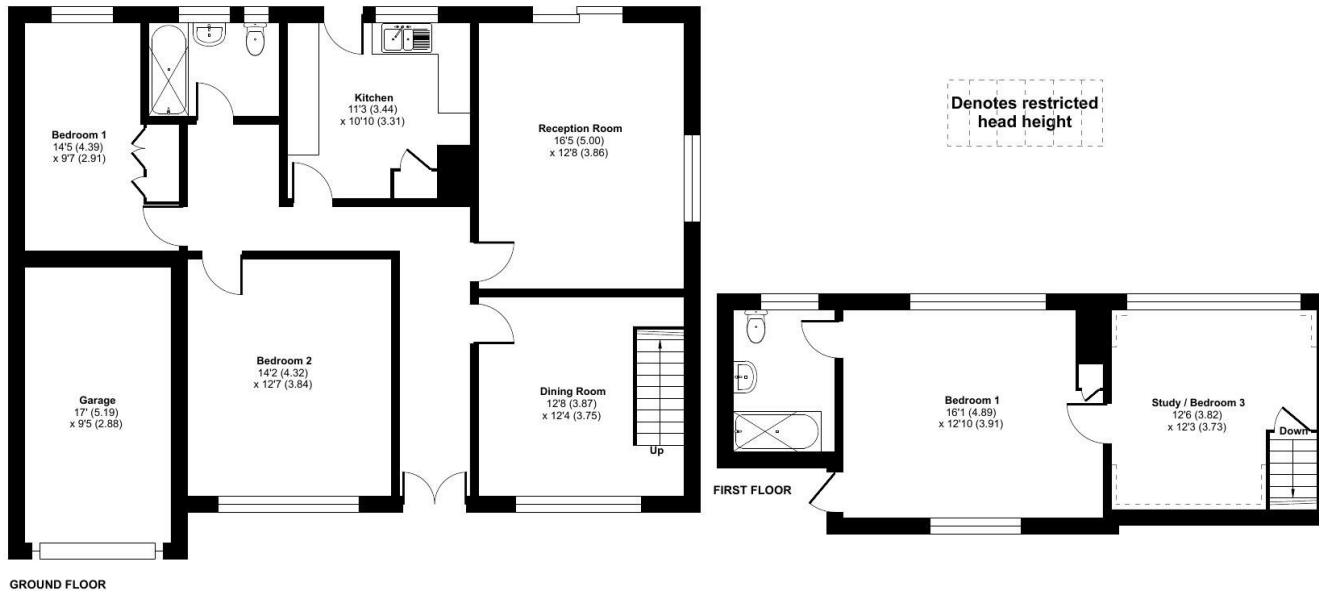 Bedroom 1
14'5 (4.39)
x 9'7 (2.91)
Kitchen
11'3 (3.44)
x 10'10 (3.31)
Reception Room
16'5 (5.00)
x 12'8 (3.86)
Garage
17' (5.19)
x 9'5 (2.88)
Bedroom 2
14'2 (4.32)
x 12'7 (3.84)
Dining Room
12'8 (3.87)
x 12'4 (3.75)
Up
GROUND FLOOR
Denotes restricted
head height
Bedroom 1
16'1 (4.89)
x 12'10 (3.91)
Study / Bedroom 3
12'6 (3.82)
x 12'3 (3.73)
Down
FIRST FLOOR